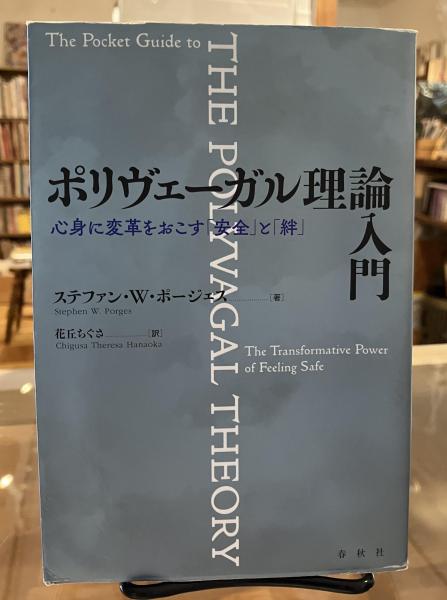 The Pocket Guide to
THE POLYVAGAL THEORY
ポリヴェーガル理論入門
心身に変革をおこす「安全」と「絆」
ステファン・W・ポージェス[著]
Stephen W. Porges
花丘ちぐさ[訳]
Chigusa Theresa Hanaoka
The Transformative Power
of Feeling Safe
春秋社